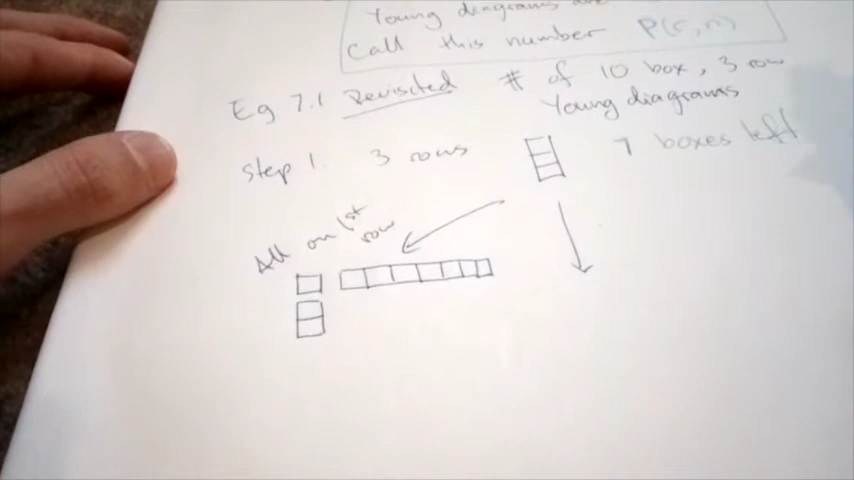 Young diagrams are
Call this number P(r,n)
Eg 7.1 Revisited # of 10 box, 3 row
Young diagrams
Step 1. 3 rows 7 boxes left
All on 1st
row